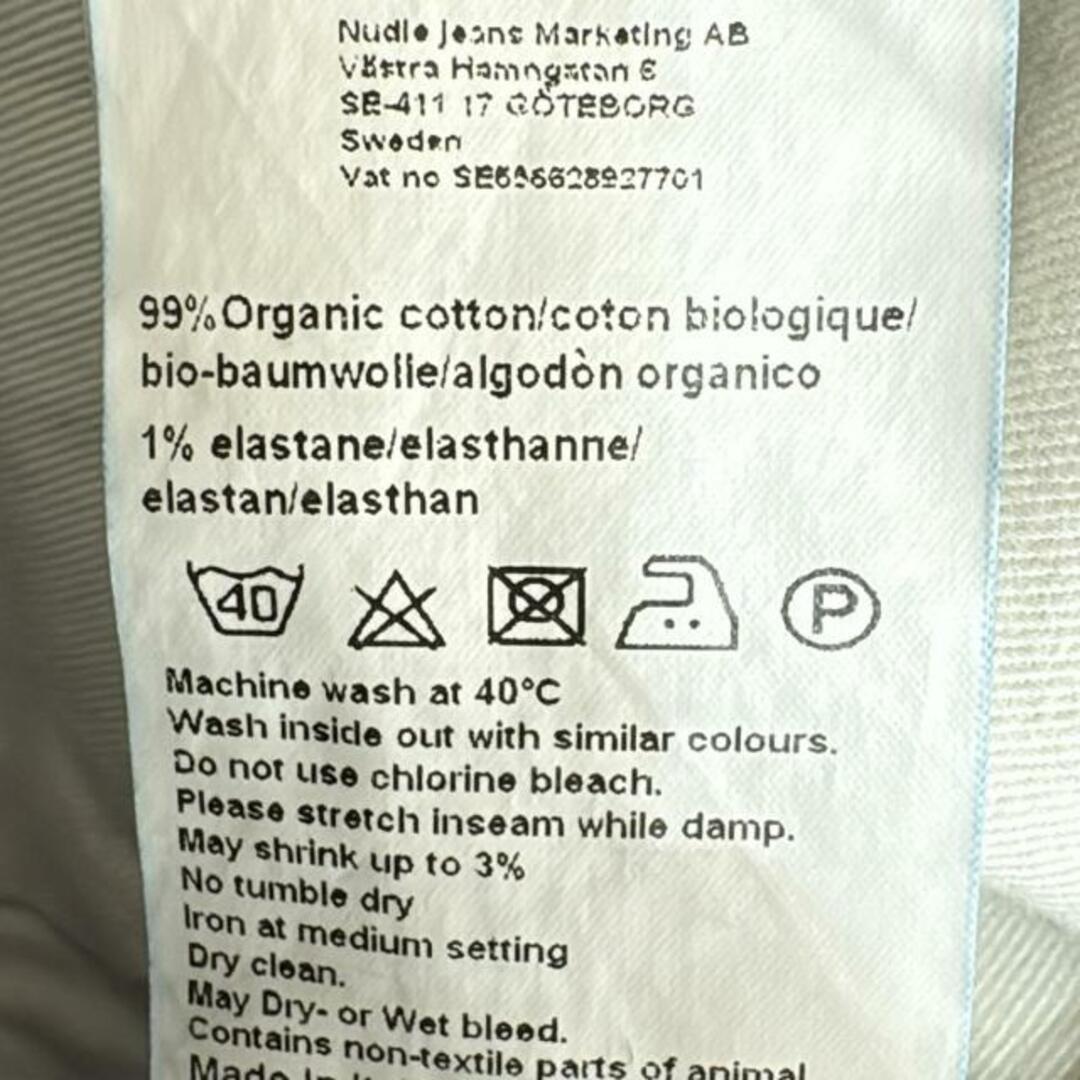 Nudie Jeans Marketing AB
Västra Hamngatan 6
SE-411 17 GÖTEBORG
Sweden
Vat no
99% Organic cotton/coton biologique/
bio-baumwolle/algodòn organico
1% elastane/elasthanne/
elastan/elasthan
40 P
Machine wash at 40°C
Wash inside out with similar colours.
Do not use chlorine bleach.
Please stretch inseam while damp.
May shrink up to 3%
No tumble dry
Iron at medium setting
Dry clean.
May Dry- or Wet bleed.
Contains non-textile parts of animal
Made